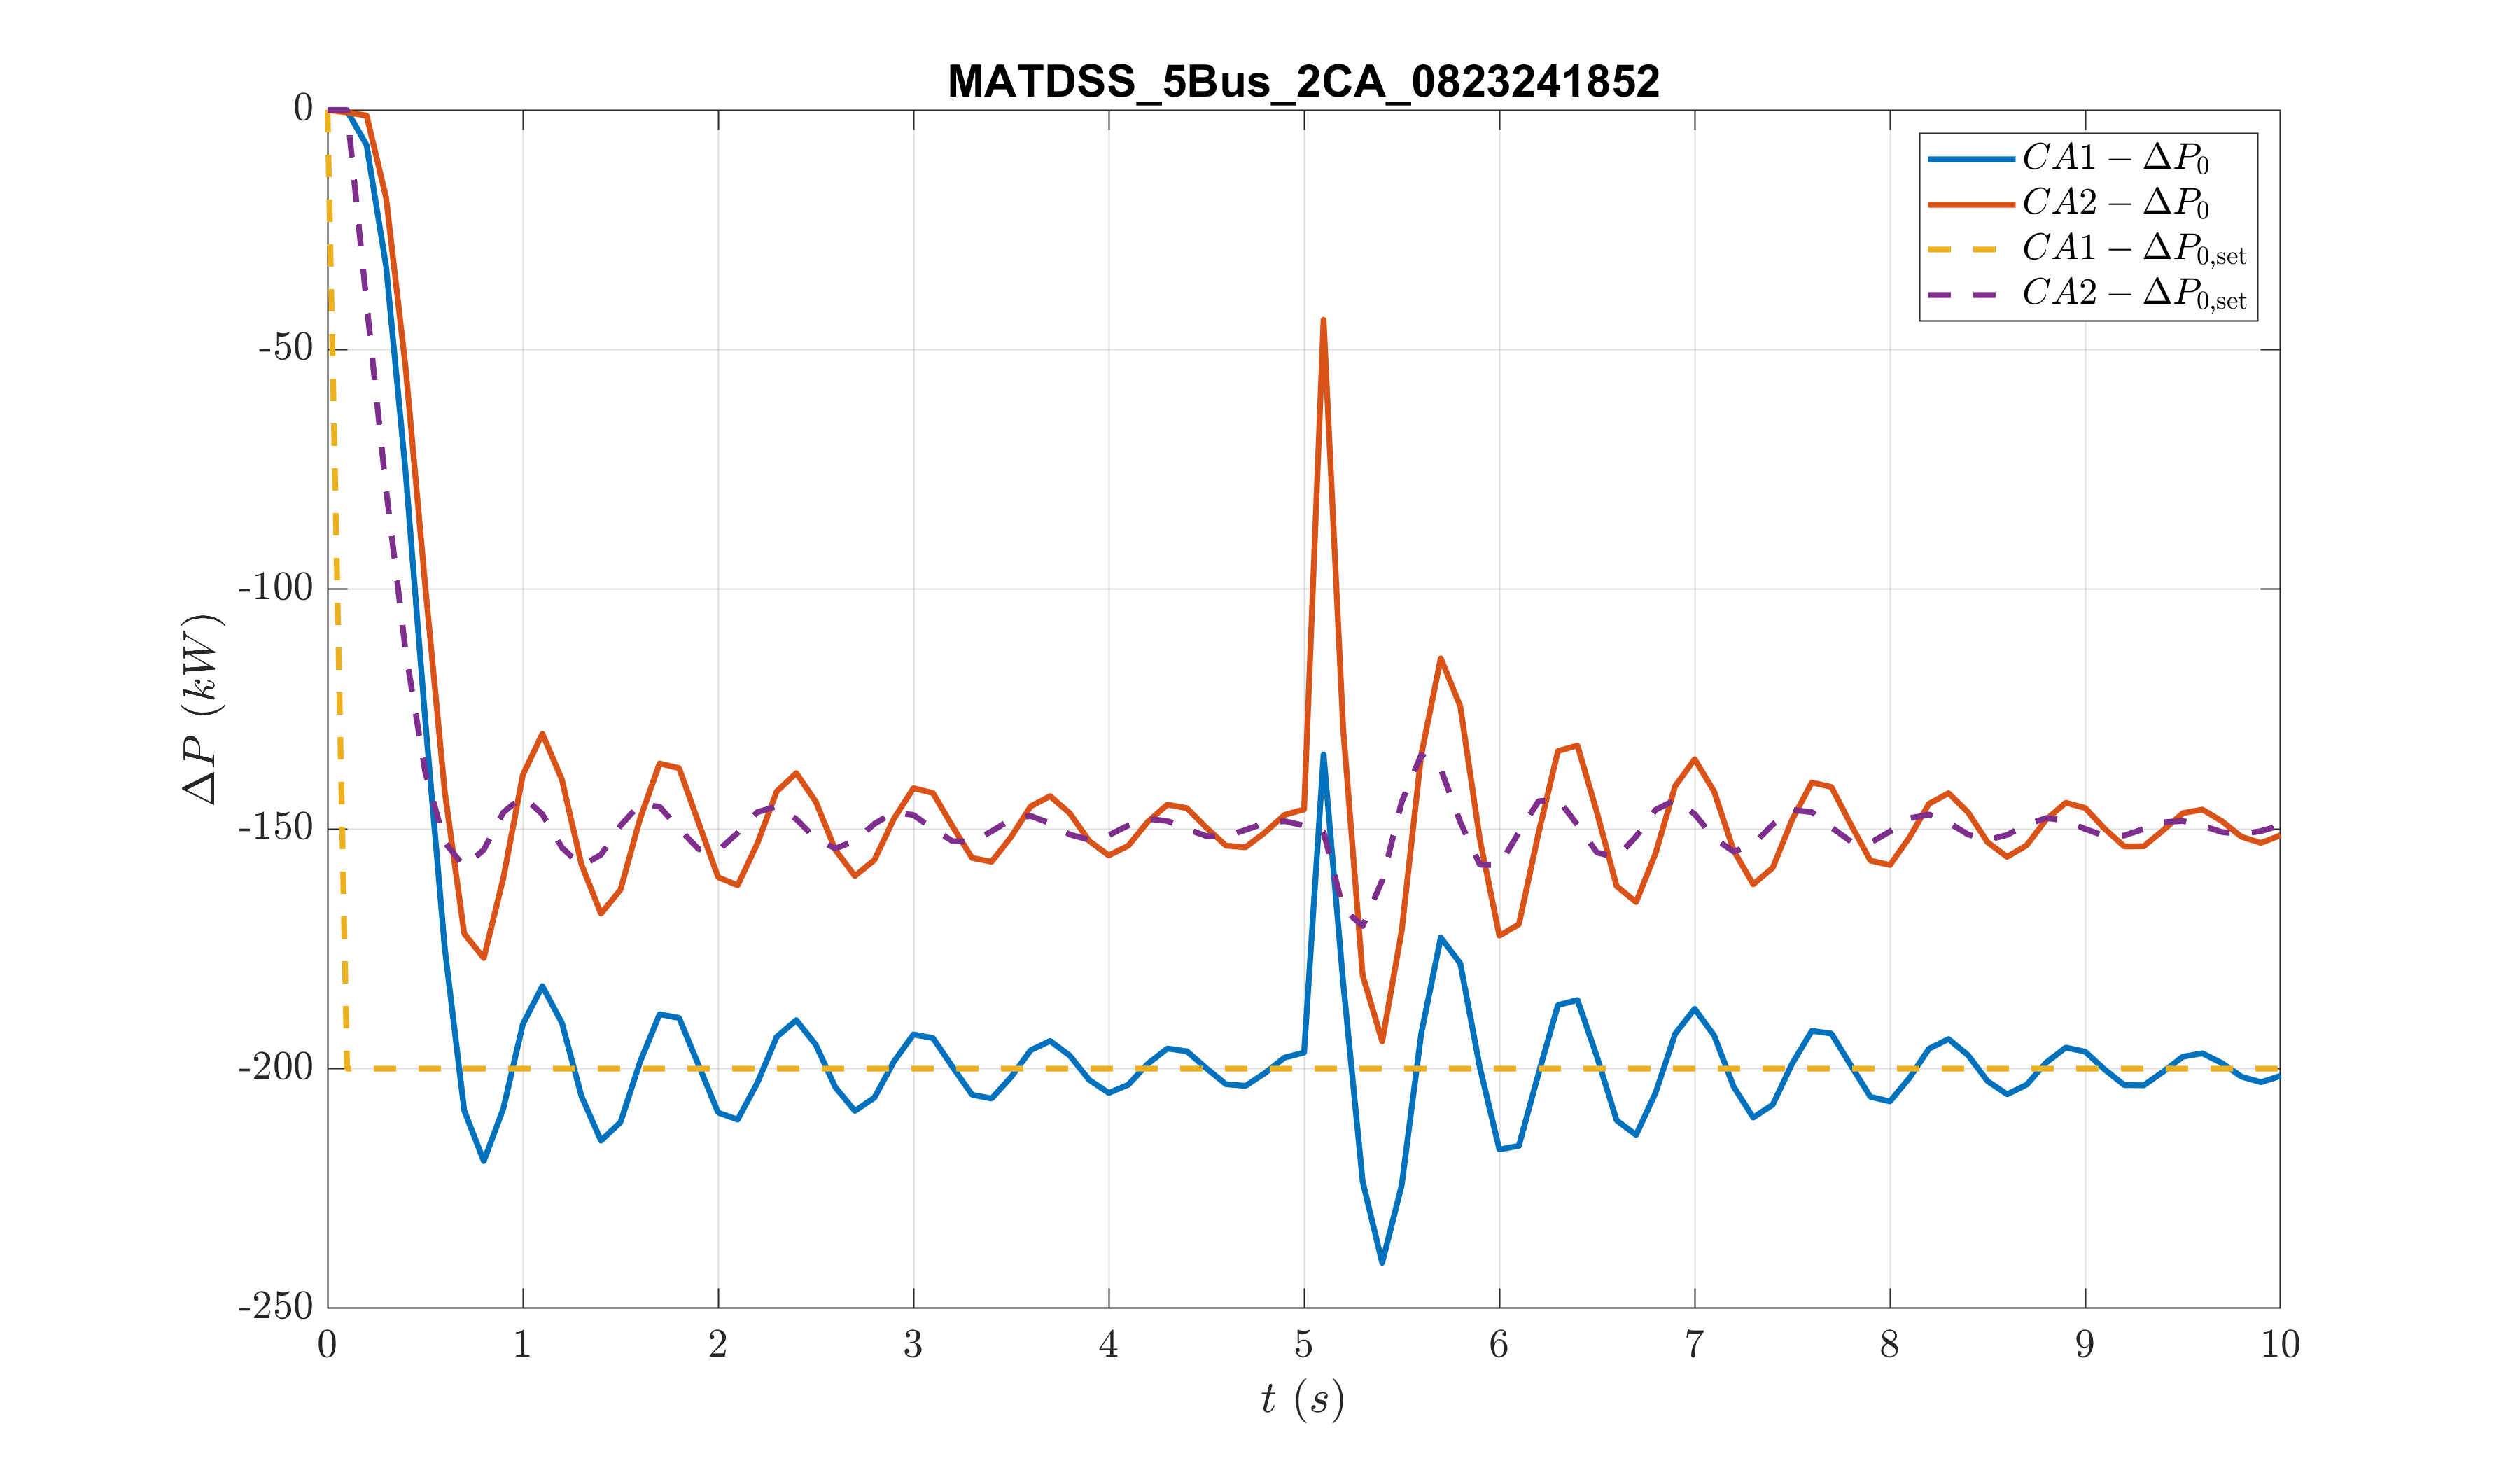 MATDSS_5Bus_2CA_0823241852
CA1 − ΔP₀
CA2 − ΔP₀
CA1 − ΔP₀,set
CA2 − ΔP₀,set
0
-50
-100
-150
-200
-250
ΔP (kW)
0 1 2 3 4 5 6 7 8 9 10
t (s)